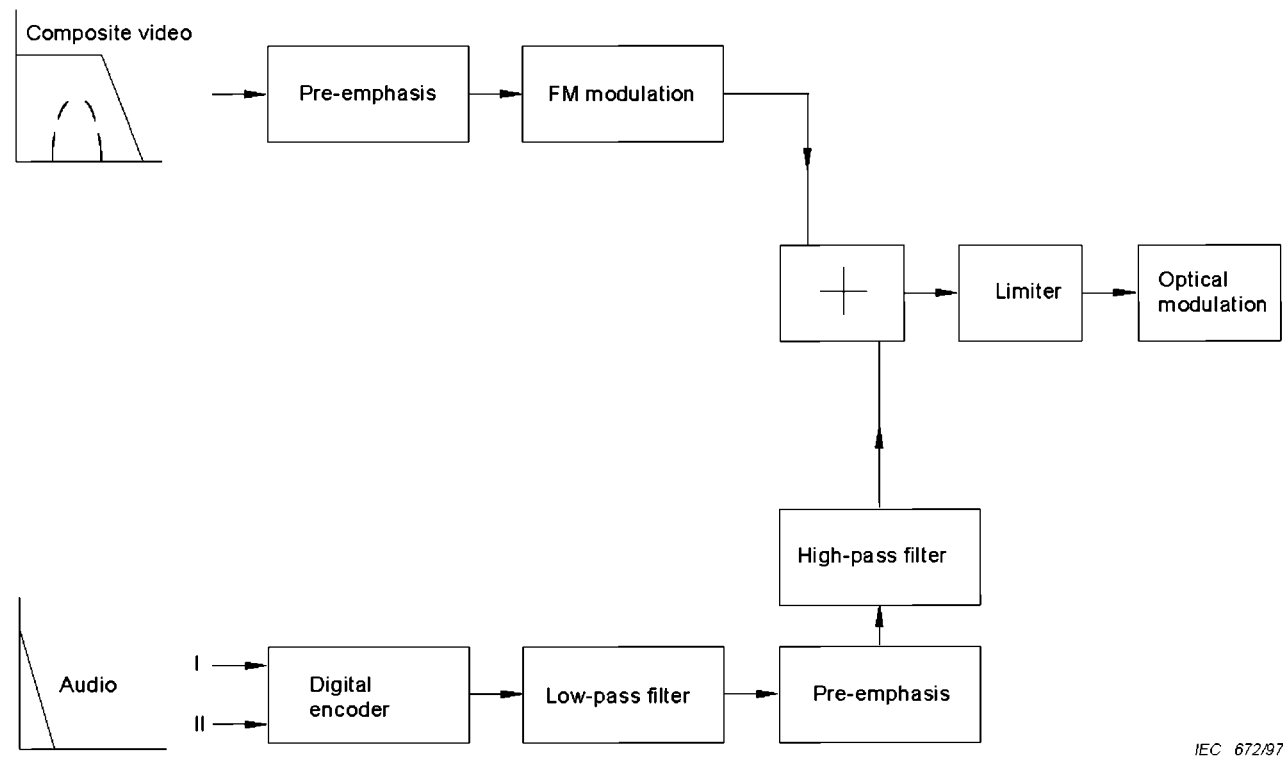 Composite video
Pre-emphasis
FM modulation
Limiter
Optical
modulation
High-pass filter
Audio
I
II
Digital
encoder
Low-pass filter
Pre-emphasis
IEC 672/97